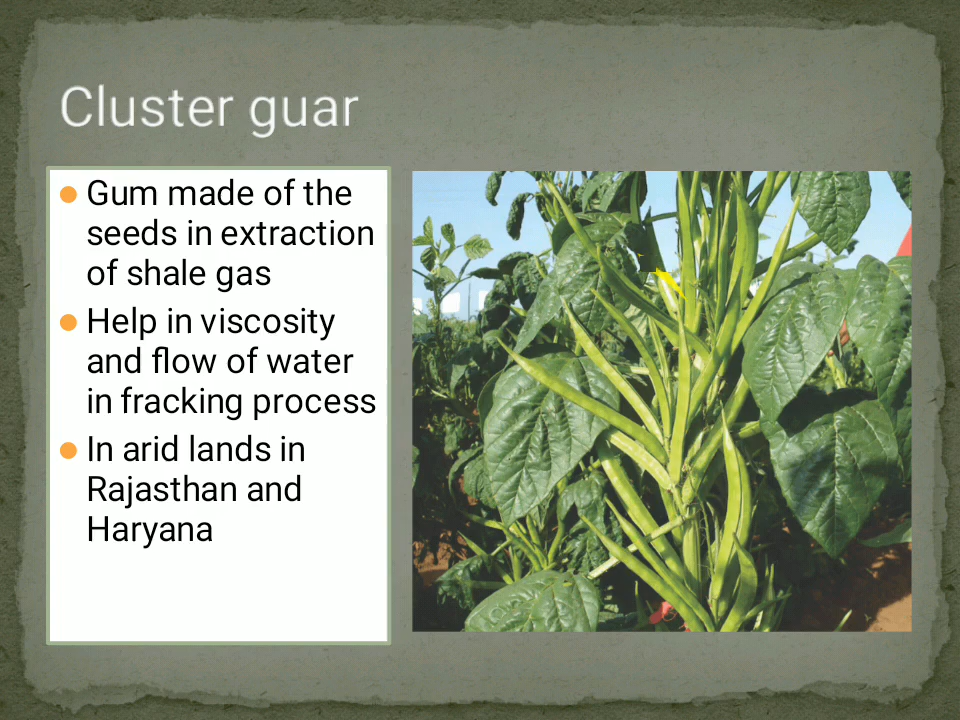 Cluster guar
Gum made of the
seeds in extraction
of shale gas
Help in viscosity
and flow of water
in fracking process
In arid lands in
Rajasthan and
Haryana